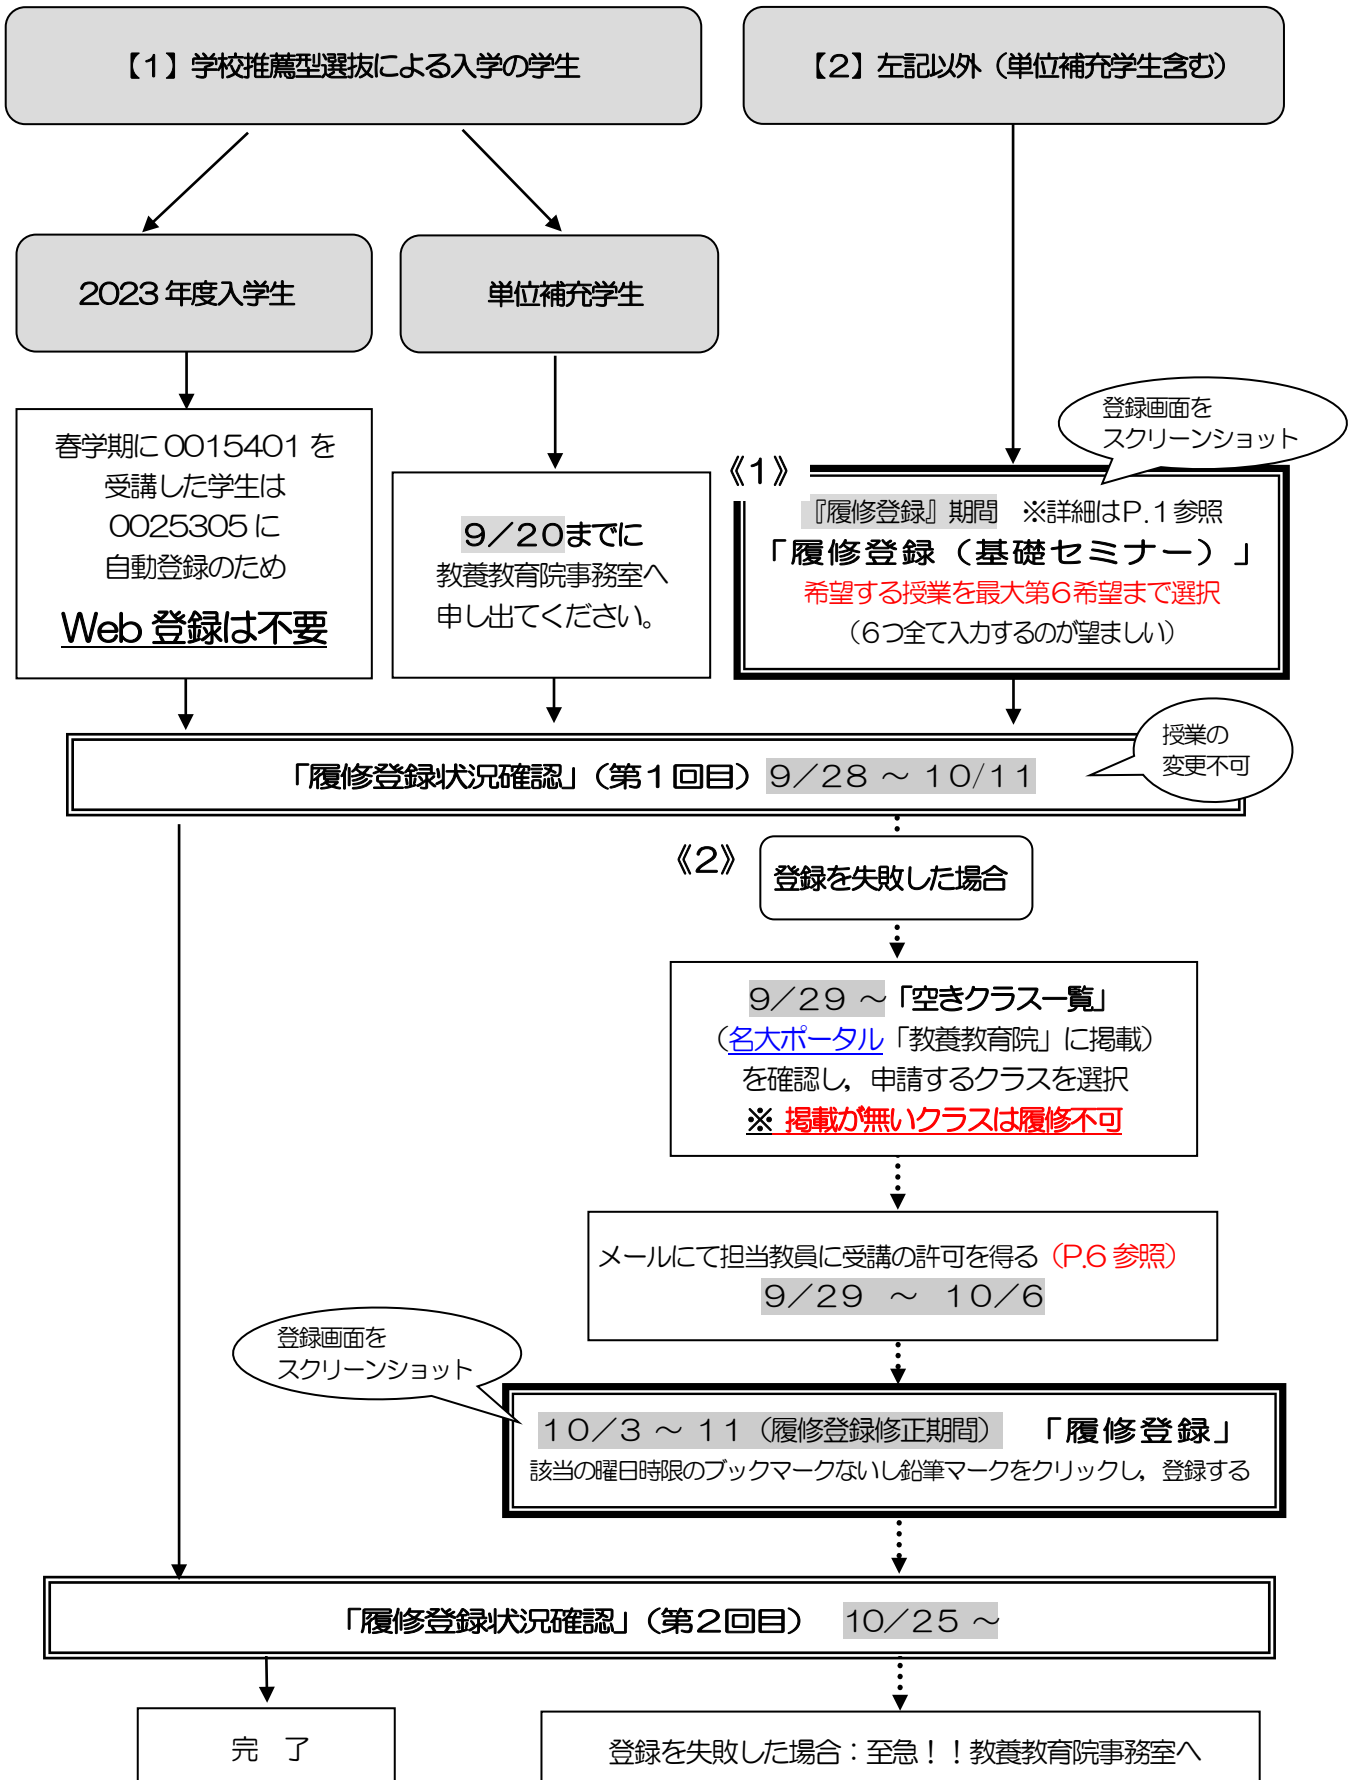 【１】学校推薦型選抜による入学の学生
【２】左記以外（単位補充学生含む）
２０２３年度入学生
単位補充学生
春学期に００１５４０１を
受講した学生は
００２５３０５に
自動登録のため
Web 登録は不要
９／２０までに
教養教育院事務室へ
申し出てください。
登録画面を
スクリーンショット
《１》
『履修登録』期間　※詳細はＰ.１参照
「履修登録（基礎セミナー）」
希望する授業を最大第６希望まで選択
（６つ全て入力するのが望ましい）
「履修登録状況確認」（第１回目）９／２８ ～ １０/１１
授業の
変更不可
《２》
登録を失敗した場合
９／２９ ～「空きクラス一覧」
（名大ポータル「教養教育院」に掲載）
を確認し，申請するクラスを選択
※ 掲載が無いクラスは履修不可
メールにて担当教員に受講の許可を得る（P.6 参照）
９／２９ ～ １０／６
登録画面を
スクリーンショット
１０／３ ～ １１（履修登録修正期間）　「履修登録」
該当の曜日時限のブックマークないし鉛筆マークをクリックし，登録する
「履修登録状況確認」（第２回目）　１０／２５ ～
完　了
登録を失敗した場合：至急！！教養教育院事務室へ